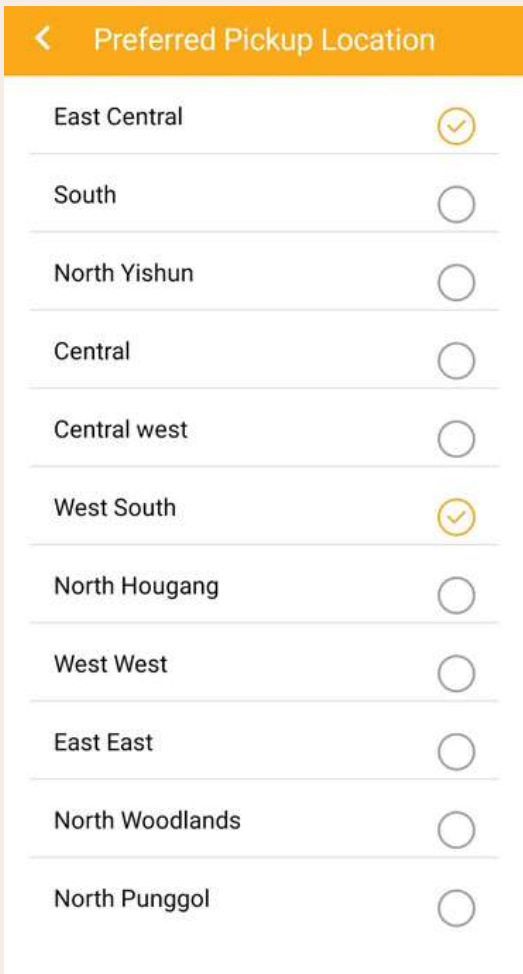 Preferred Pickup Location
East Central
South
North Yishun
Central
Central west
West South
North Hougang
West West
East East
North Woodlands
North Punggol